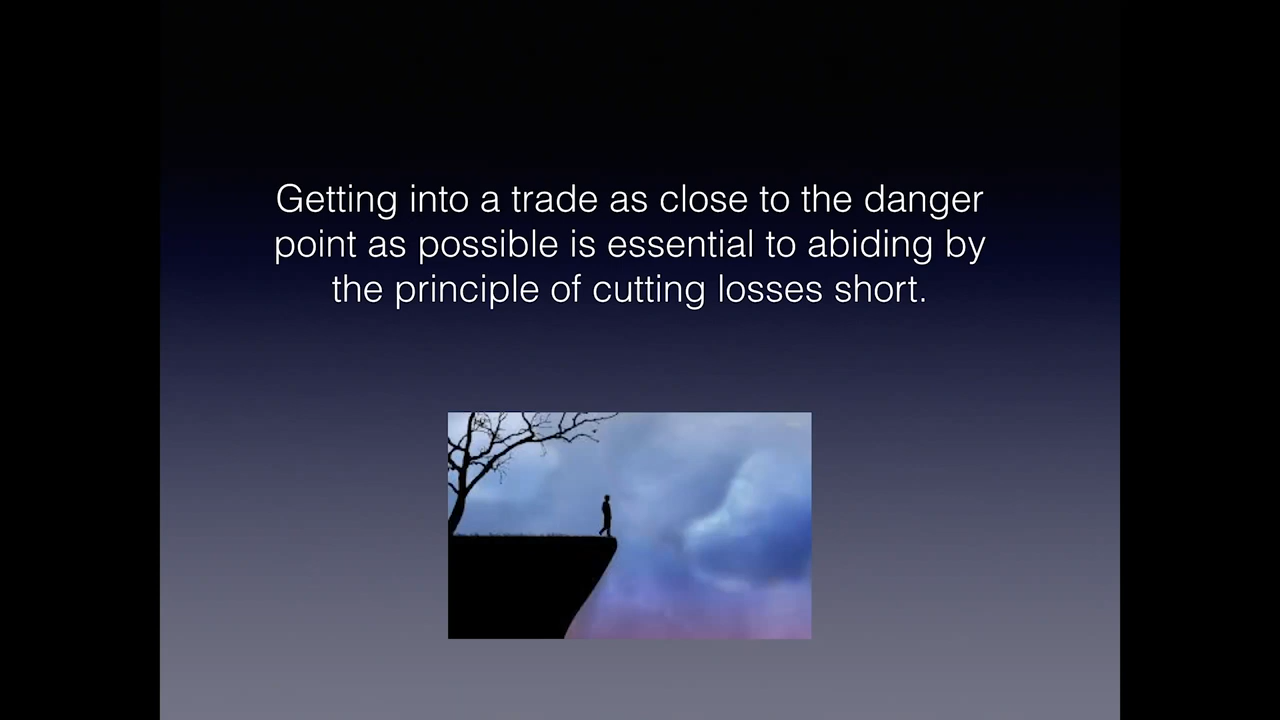 Getting into a trade as close to the danger
point as possible is essential to abiding by
the principle of cutting losses short.